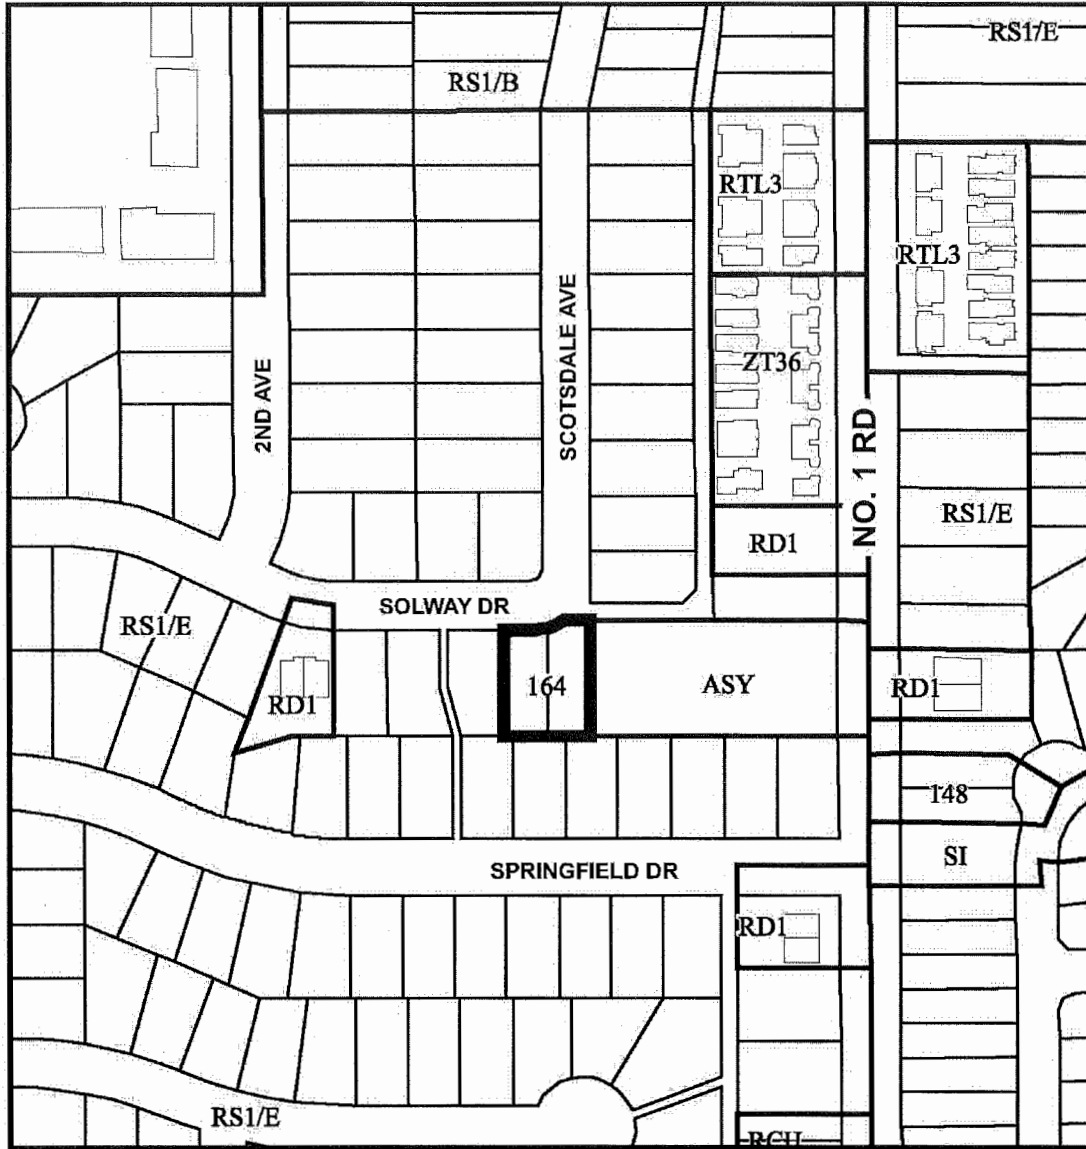 RS1/E
RS1/B
RTL3
RTL3
SCOTSDALE AVE
ZT36
2ND AVE
NO. 1 RD
RS1/E
RD1
SOLWAY DR
RS1/E
164
ASY
RD1
RD1
148
SI
SPRINGFIELD DR
RD1
RS1/E